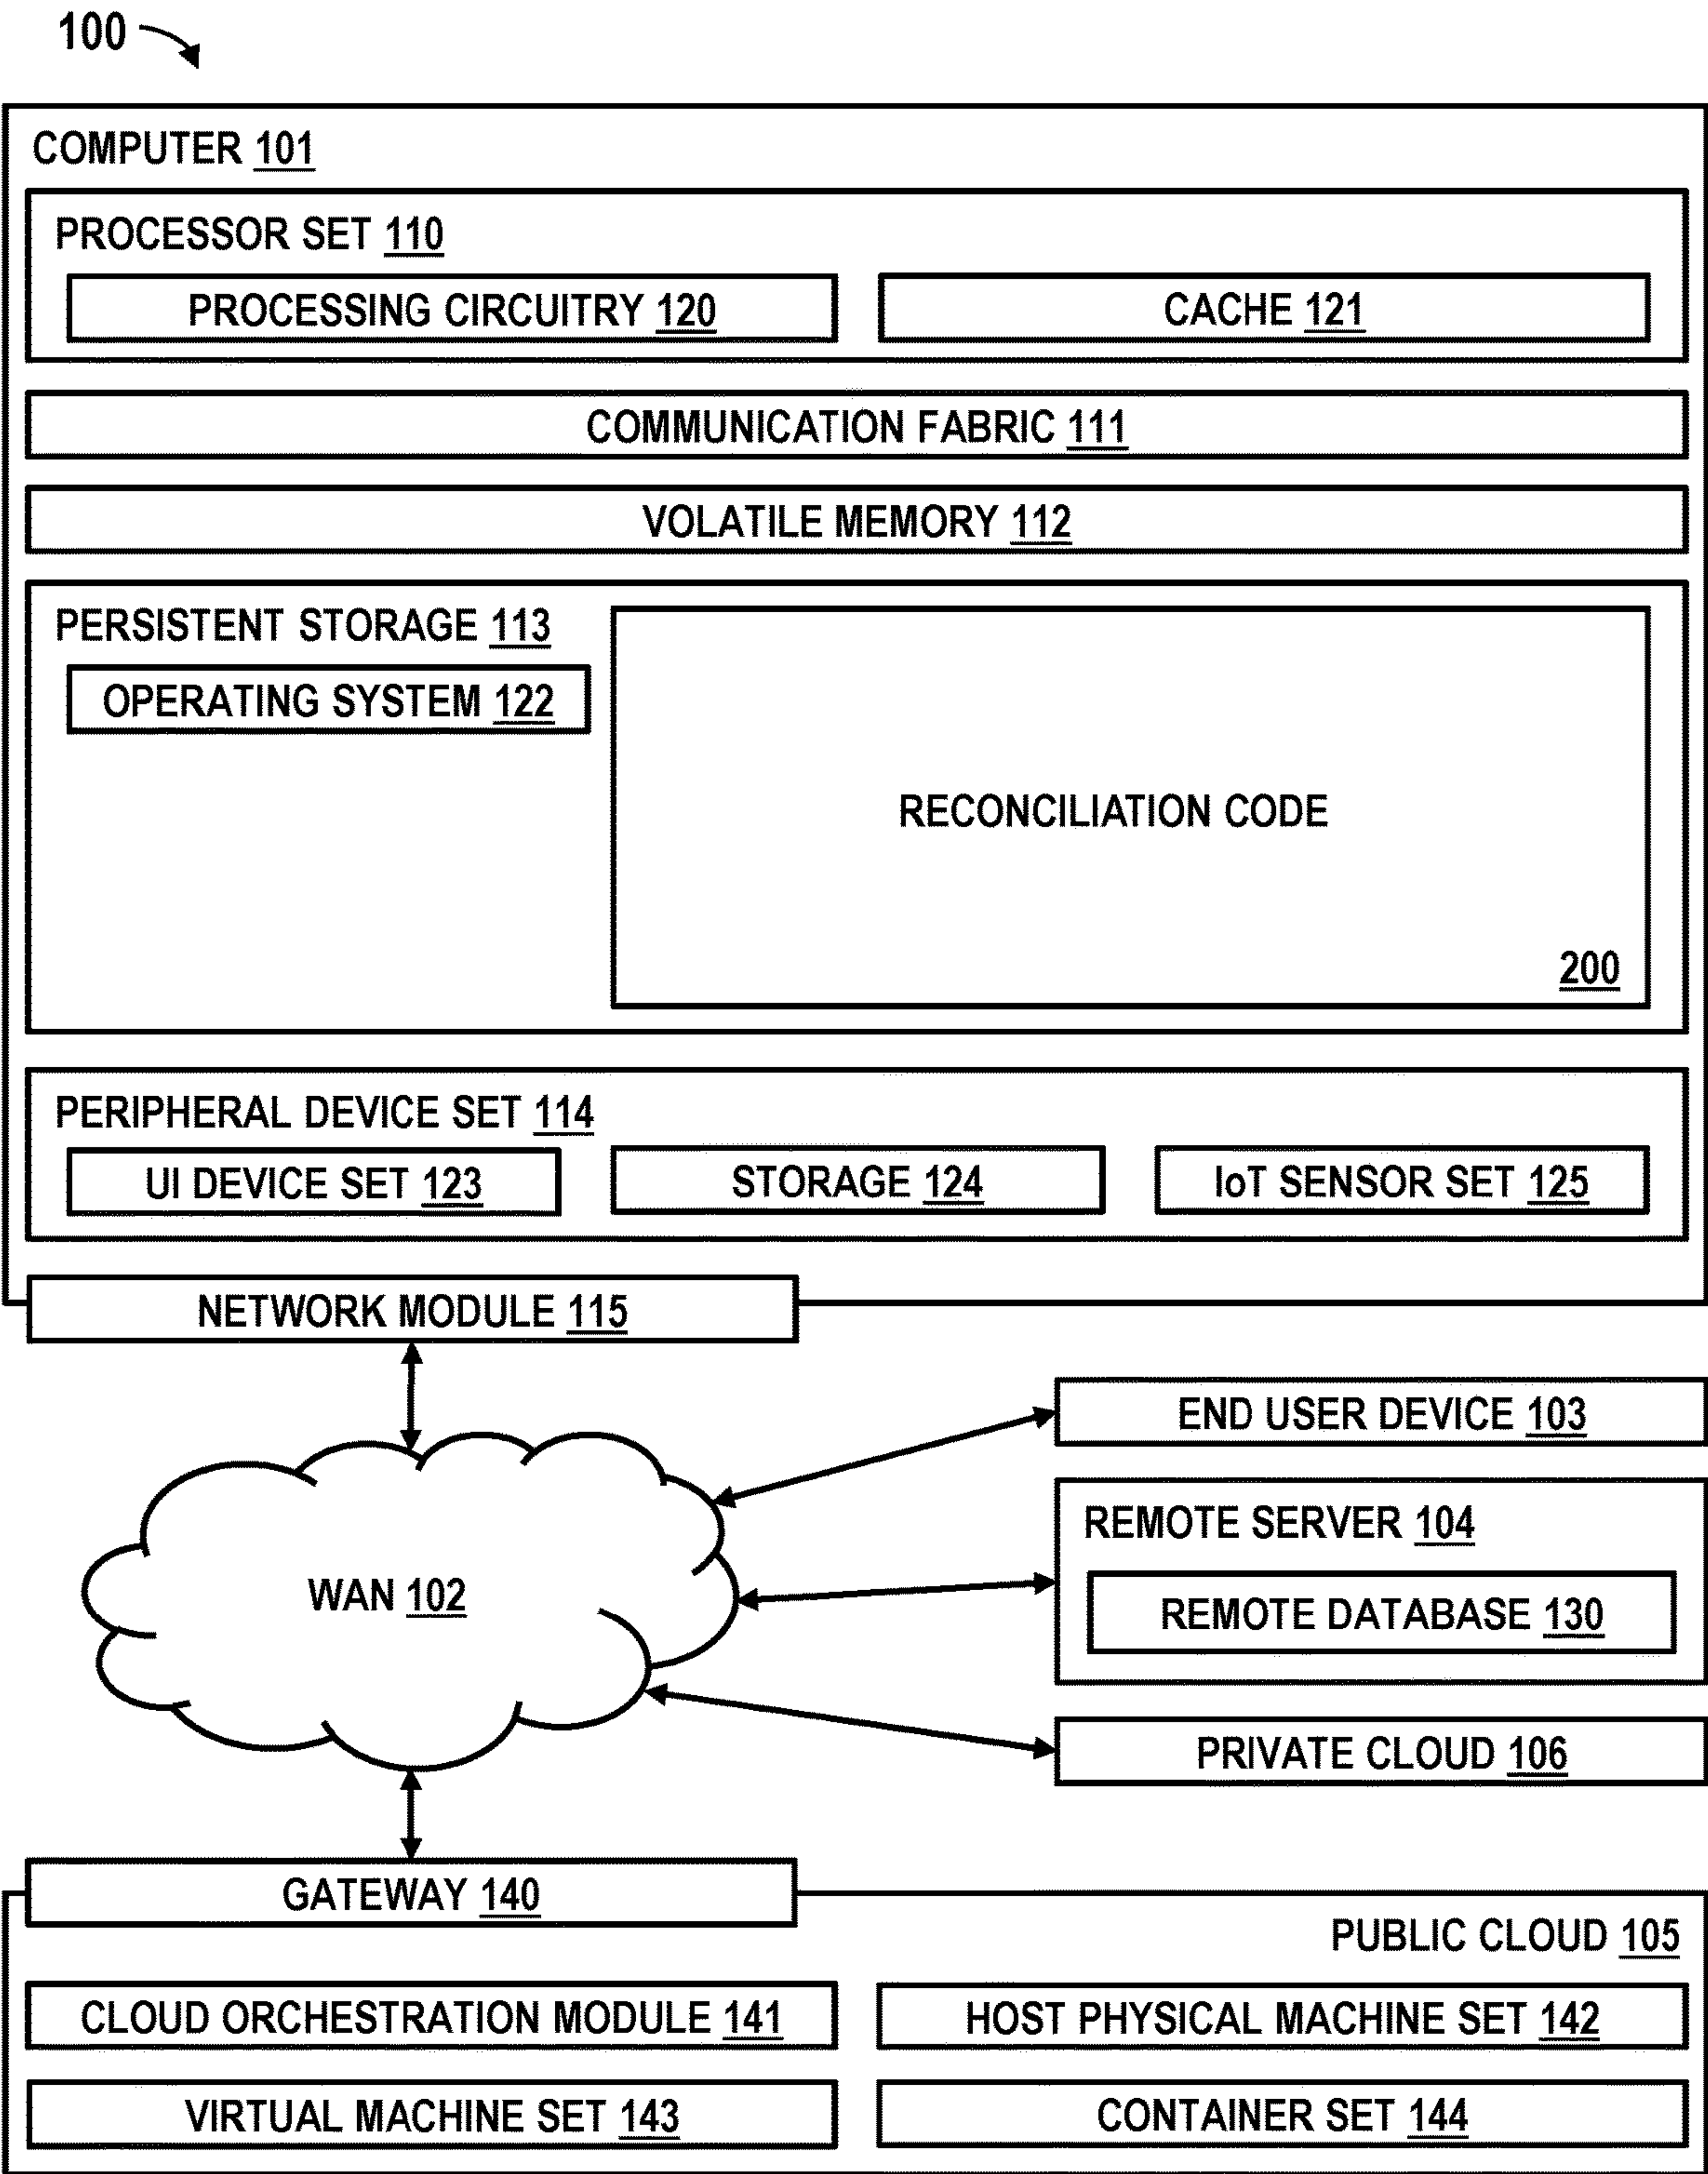 100
COMPUTER 101
PROCESSOR SET 110
PROCESSING CIRCUITRY 120
CACHE 121
COMMUNICATION FABRIC 111
VOLATILE MEMORY 112
PERSISTENT STORAGE 113
OPERATING SYSTEM 122
RECONCILIATION CODE
200
PERIPHERAL DEVICE SET 114
UI DEVICE SET 123
STORAGE 124
IoT SENSOR SET 125
NETWORK MODULE 115
END USER DEVICE 103
REMOTE SERVER 104
WAN 102
REMOTE DATABASE 130
PRIVATE CLOUD 106
GATEWAY 140
PUBLIC CLOUD 105
CLOUD ORCHESTRATION MODULE 141
HOST PHYSICAL MACHINE SET 142
VIRTUAL MACHINE SET 143
CONTAINER SET 144